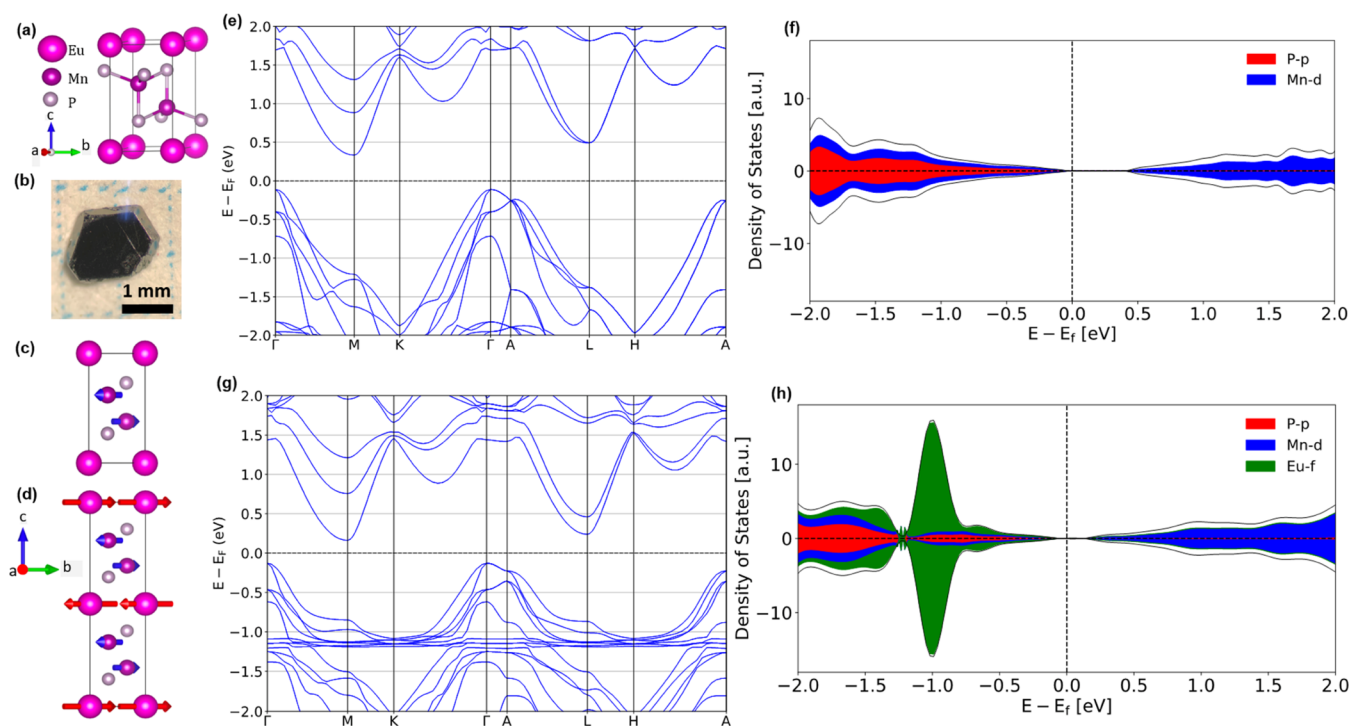 (a)
Eu
Mn
P
c
a
b
(b)
1 mm
(c)
(d)
c
a
b
(e)
E − E_F (eV)
2.0
1.5
1.0
0.5
0.0
−0.5
−1.0
−1.5
−2.0
Γ M K Γ A L H A
(f)
P-p
Mn-d
Density of States [a.u.]
10
0
−10
−2.0 −1.5 −1.0 −0.5 0.0 0.5 1.0 1.5 2.0
E − E_f [eV]
(g)
E − E_F (eV)
2.0
1.5
1.0
0.5
0.0
−0.5
−1.0
−1.5
−2.0
Γ M K Γ A L H A
(h)
P-p
Mn-d
Eu-f
Density of States [a.u.]
10
0
−10
−2.0 −1.5 −1.0 −0.5 0.0 0.5 1.0 1.5 2.0
E − E_f [eV]